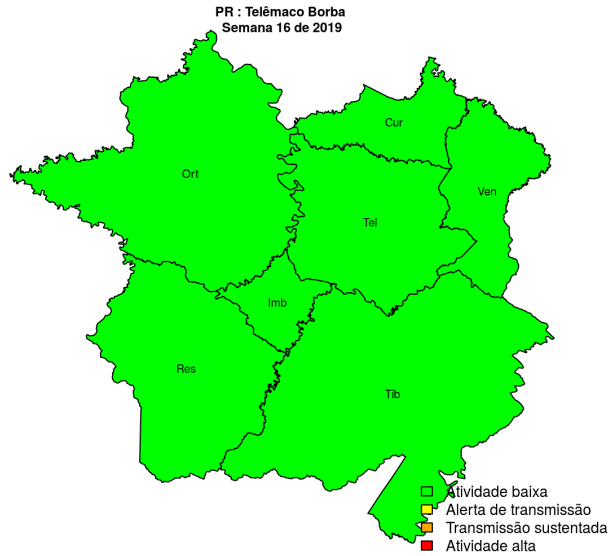 PR : Telêmaco Borba
Semana 16 de 2019
Cur
Ort
Ven
Tel
Imb
Res
Tib
Atividade baixa
Alerta de transmissão
Transmissão sustentada
Atividade alta